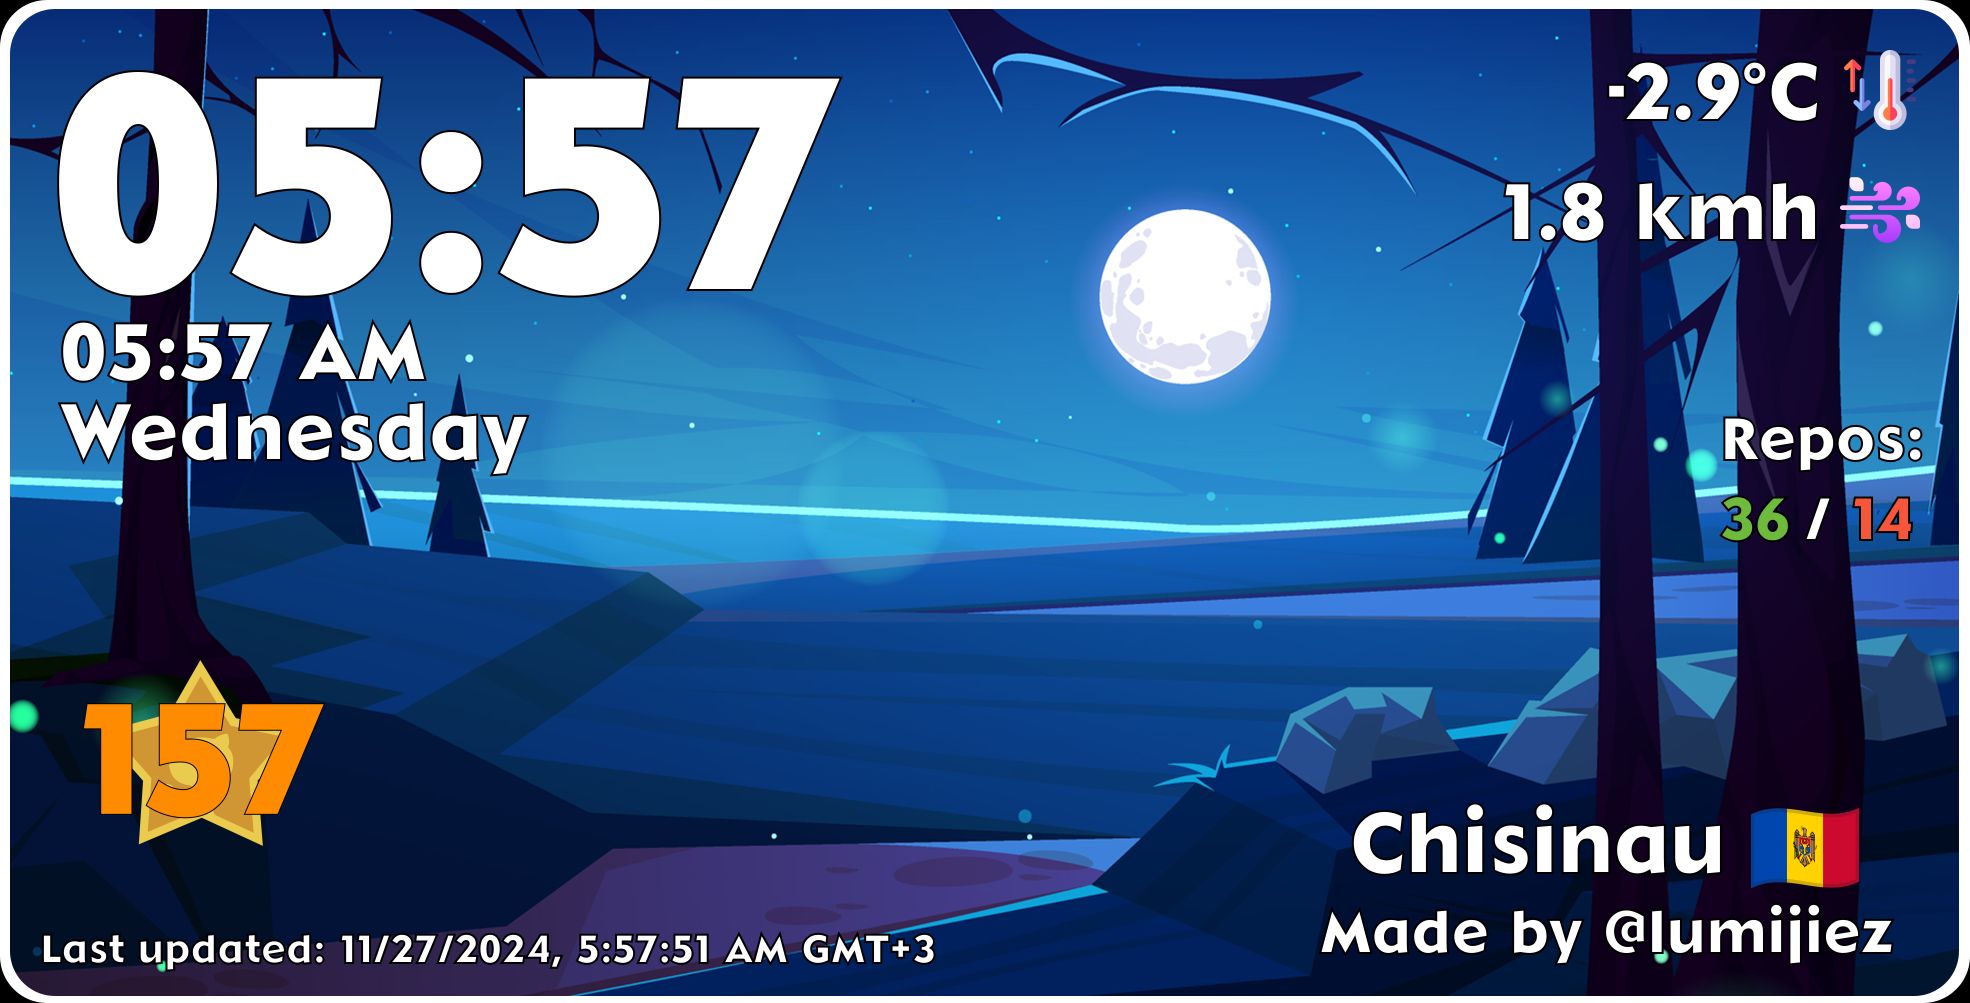 05:57
05:57 AM
Wednesday
-2.9°C
1.8 kmh
Repos:
36 / 14
157
Chisinau
Made by @lumijiez
Last updated: 11/27/2024, 5:57:51 AM GMT+3